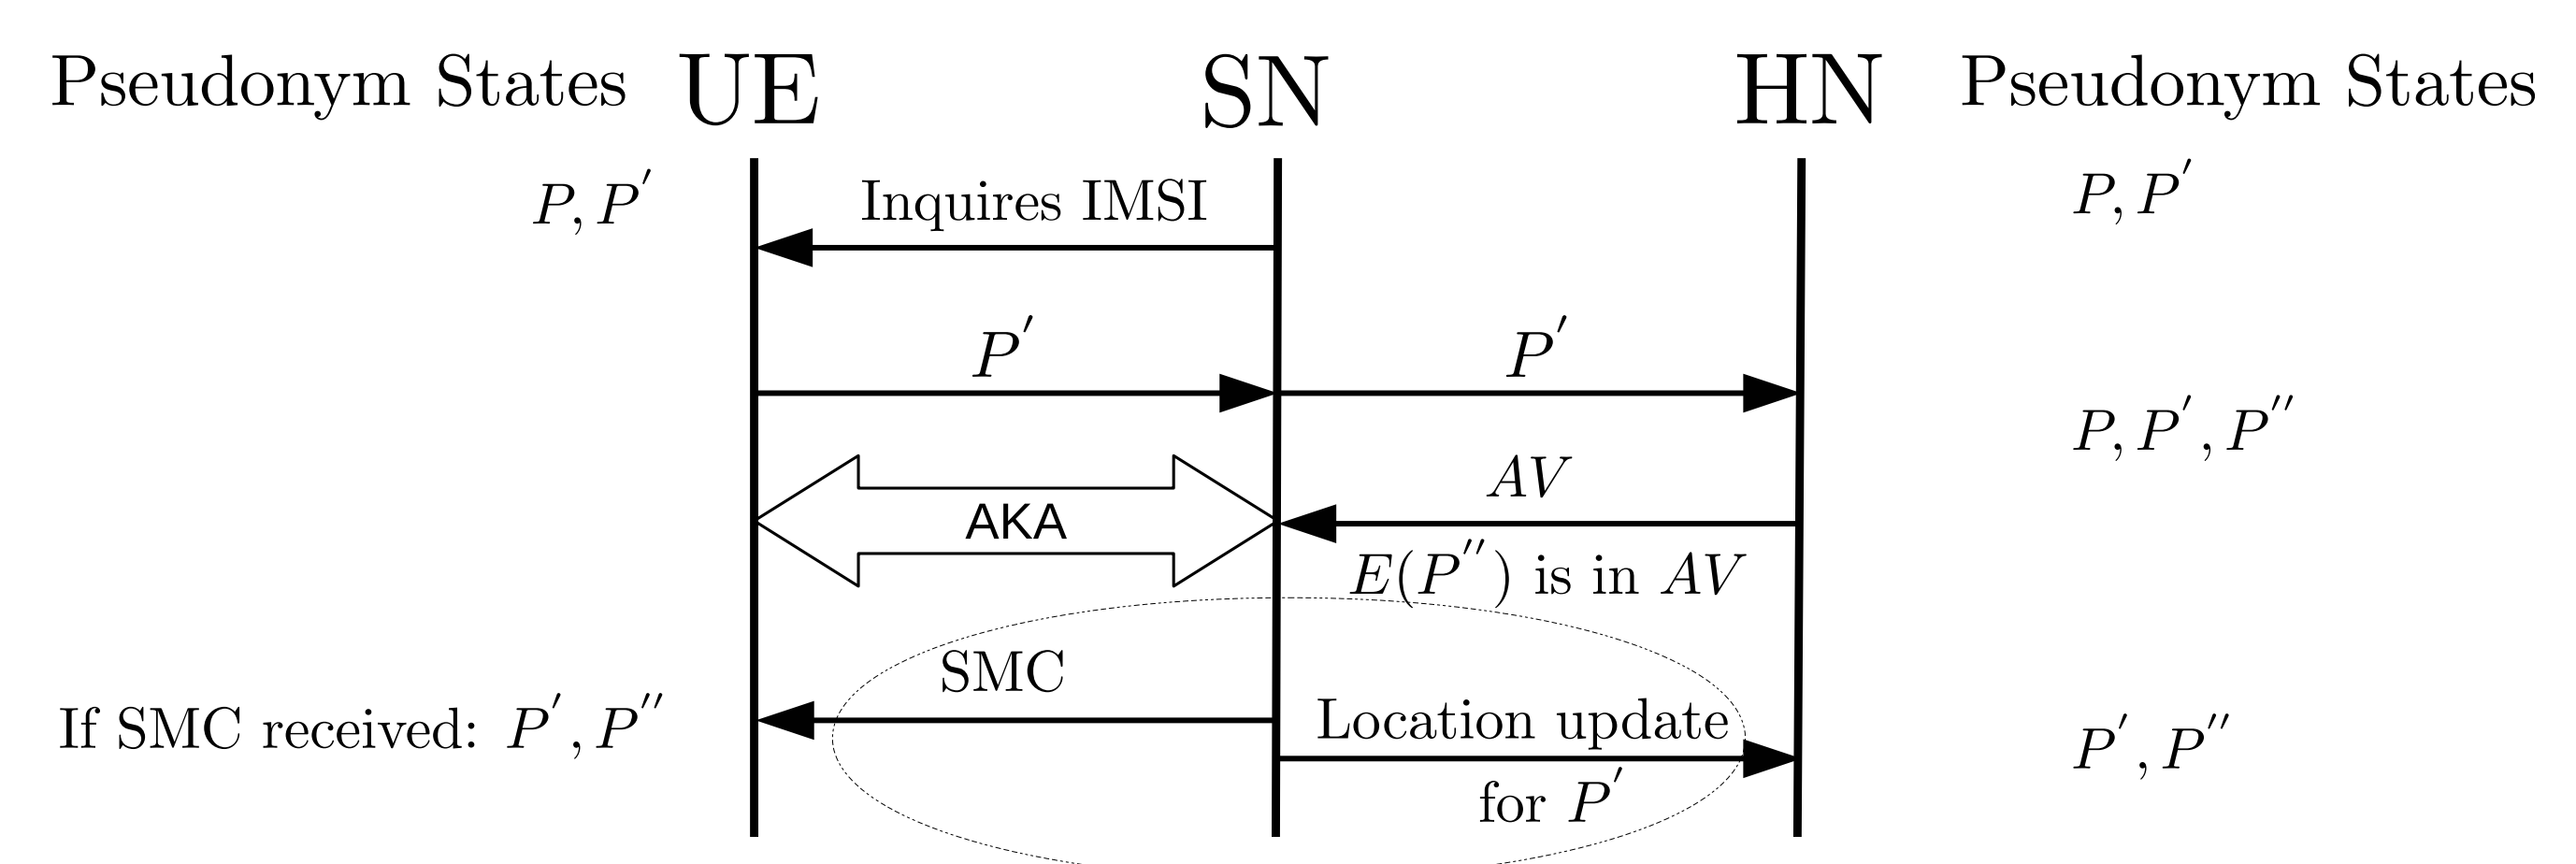 Pseudonym States UE SN HN Pseudonym States
P, P′ Inquires IMSI P, P′
P′ P′
P, P′, P″
AV
AKA
E(P″) is in AV
SMC
If SMC received: P′, P″ Location update P′, P″
for P′